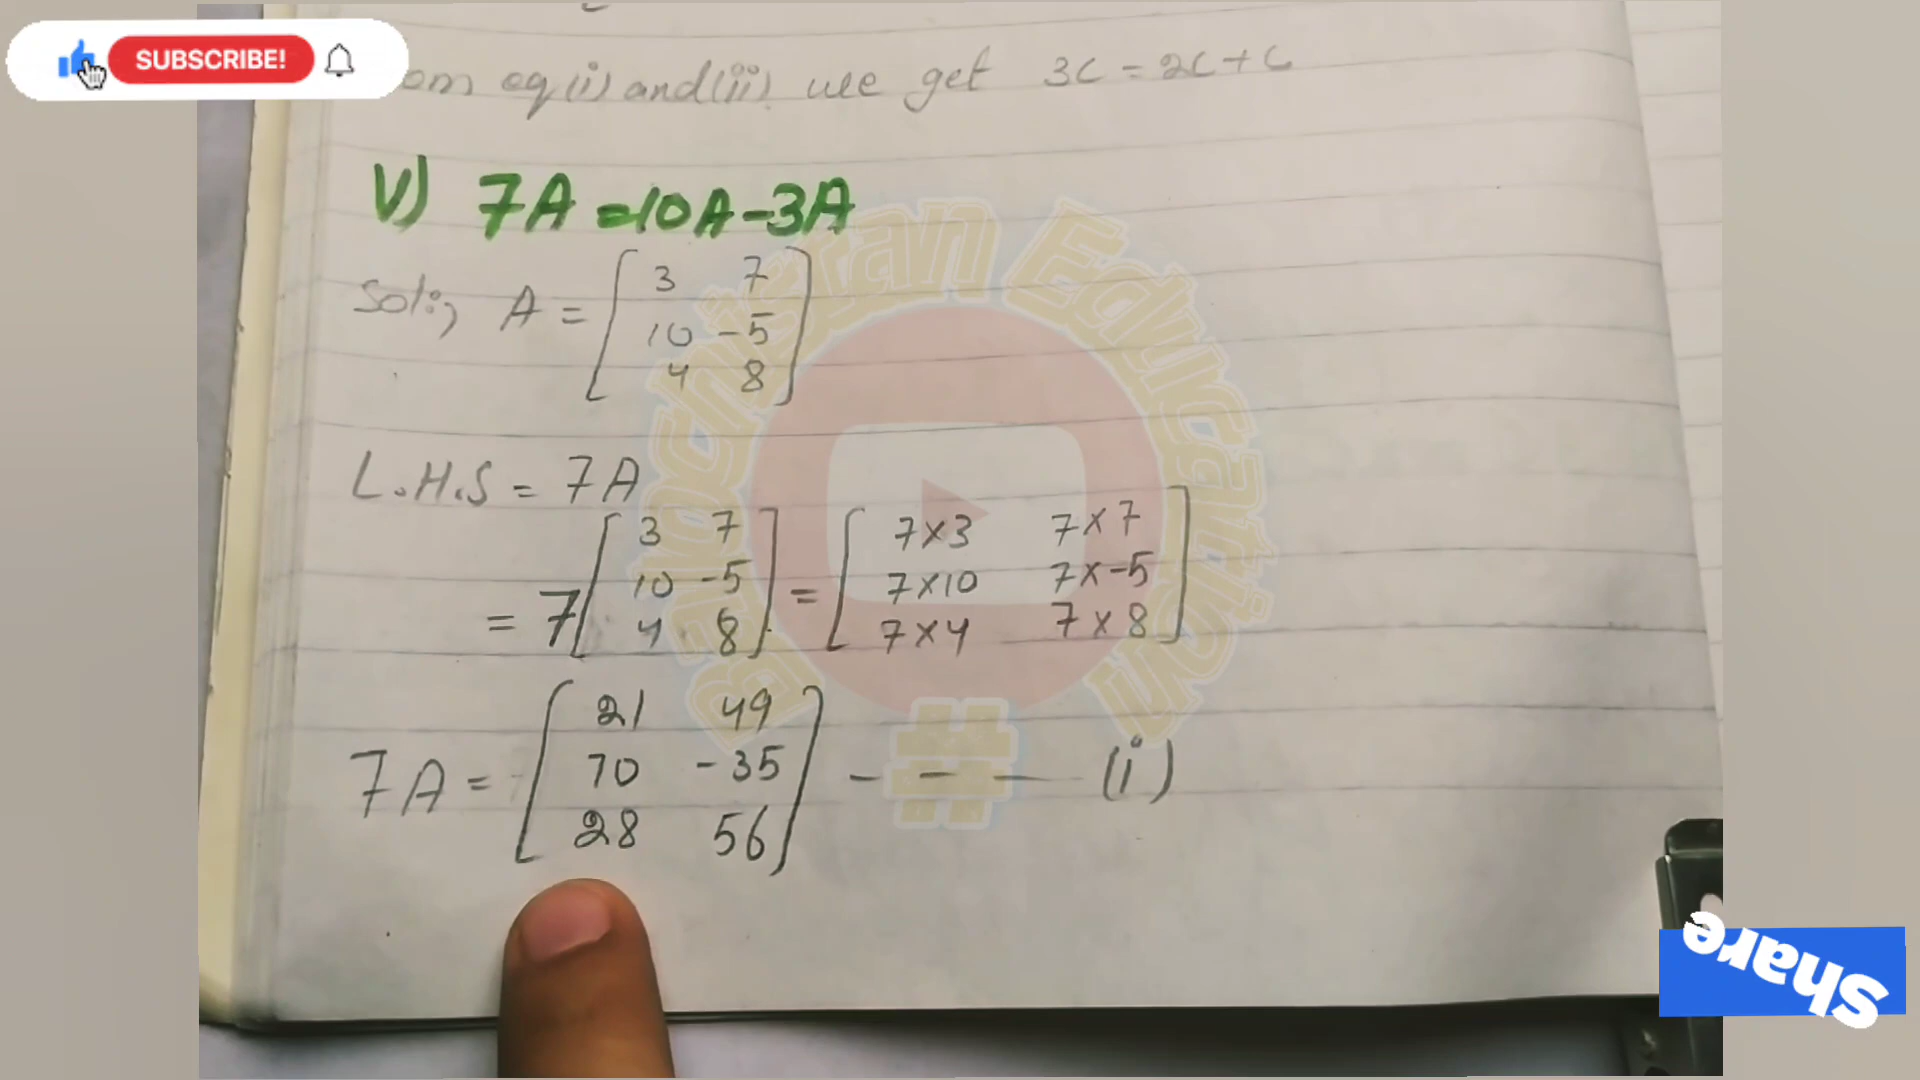 SUBSCRIBE!
om eq(i) and(ii) we get 3C = 2C + C
V) 7A = 10A - 3A
Sol:, A = [ 3 7
10 -5
4 8 ]
L.H.S = 7A
= 7 [ 3 7
10 -5
4 8 ] = [ 7×3 7×7
7×10 7×-5
7×4 7×8 ]
7A = [ 21 49
70 -35
28 56 ] - - - (i)
Balochistan Education
#
Share